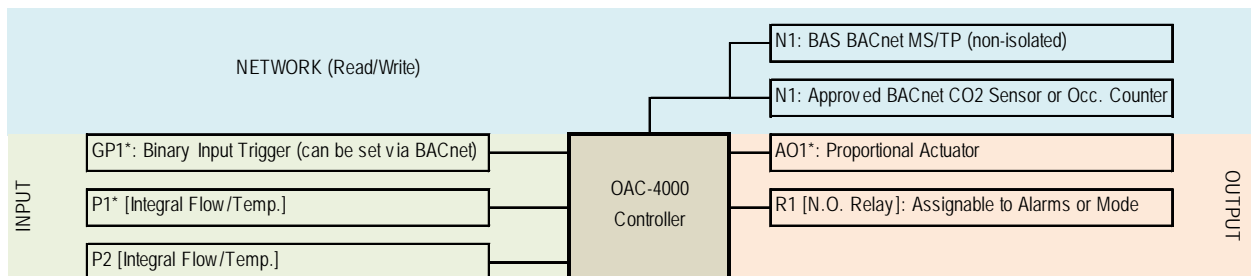 N1: BAS BACnet MS/TP (non-isolated)
NETWORK (Read/Write)
N1: Approved BACnet CO2 Sensor or Occ. Counter
GP1*: Binary Input Trigger (can be set via BACnet)
AO1*: Proportional Actuator
INPUT
P1* [Integral Flow/Temp.]
OAC-4000
Controller
R1 [N.O. Relay]: Assignable to Alarms or Mode
OUTPUT
P2 [Integral Flow/Temp.]